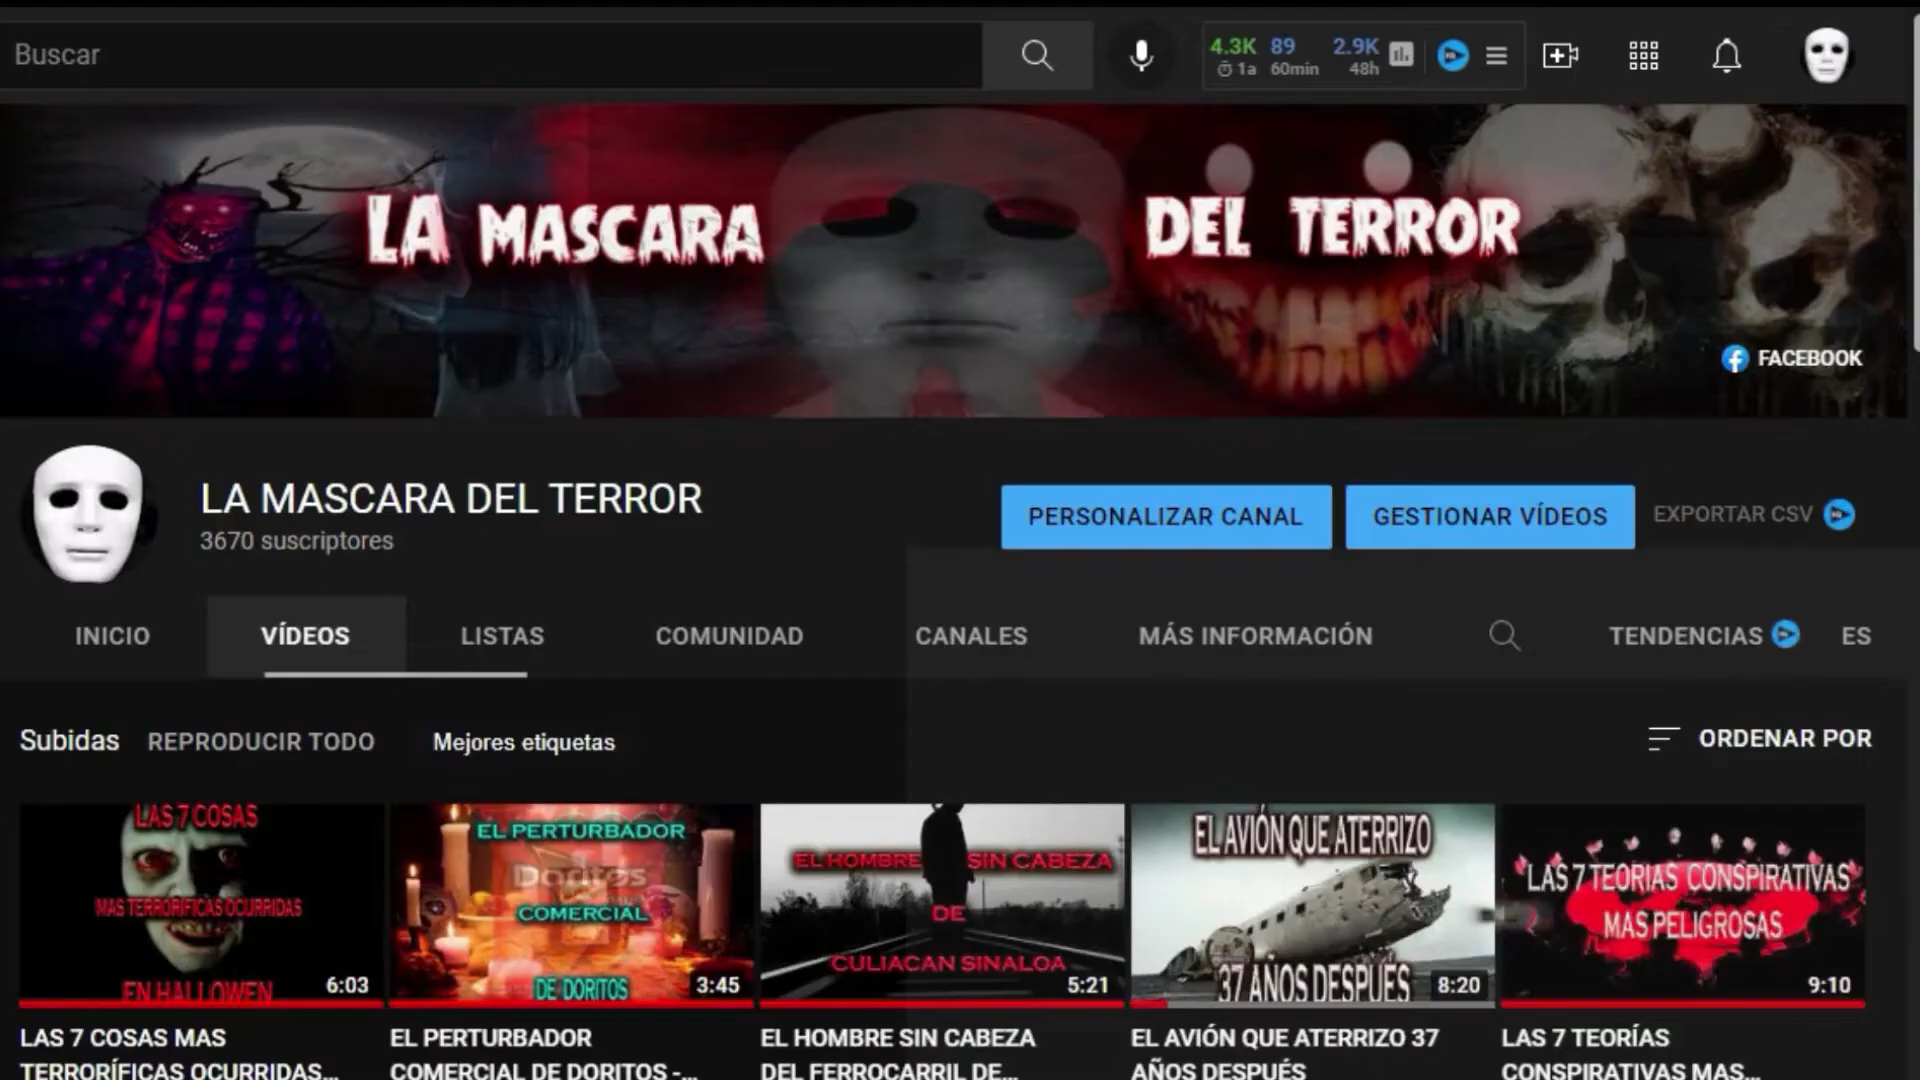 Buscar
4.3K 89 2.9K
1a 60min 48h
LA MASCARA DEL TERROR
FACEBOOK
LA MASCARA DEL TERROR
3670 suscriptores
PERSONALIZAR CANAL
GESTIONAR VÍDEOS
EXPORTAR CSV
INICIO VÍDEOS LISTAS COMUNIDAD CANALES MÁS INFORMACIÓN TENDENCIAS ES
Subidas REPRODUCIR TODO Mejores etiquetas ORDENAR POR
LAS 7 COSAS
MAS TERRORIFICAS OCURRIDAS
EN HALLOWEN
6:03
EL PERTURBADOR
Doritos
COMERCIAL
DE DORITOS
3:45
EL HOMBRE SIN CABEZA
DE
CULIACAN SINALOA
5:21
EL AVIÓN QUE ATERRIZO
37 AÑOS DESPUÉS
8:20
LAS 7 TEORIAS CONSPIRATIVAS
MAS PELIGROSAS
9:10
LAS 7 COSAS MAS
TERRORÍFICAS OCURRIDAS...
EL PERTURBADOR
COMERCIAL DE DORITOS -...
EL HOMBRE SIN CABEZA
DEL FERROCARRIL DE...
EL AVIÓN QUE ATERRIZO 37
AÑOS DESPUÉS
LAS 7 TEORÍAS
CONSPIRATIVAS MAS...